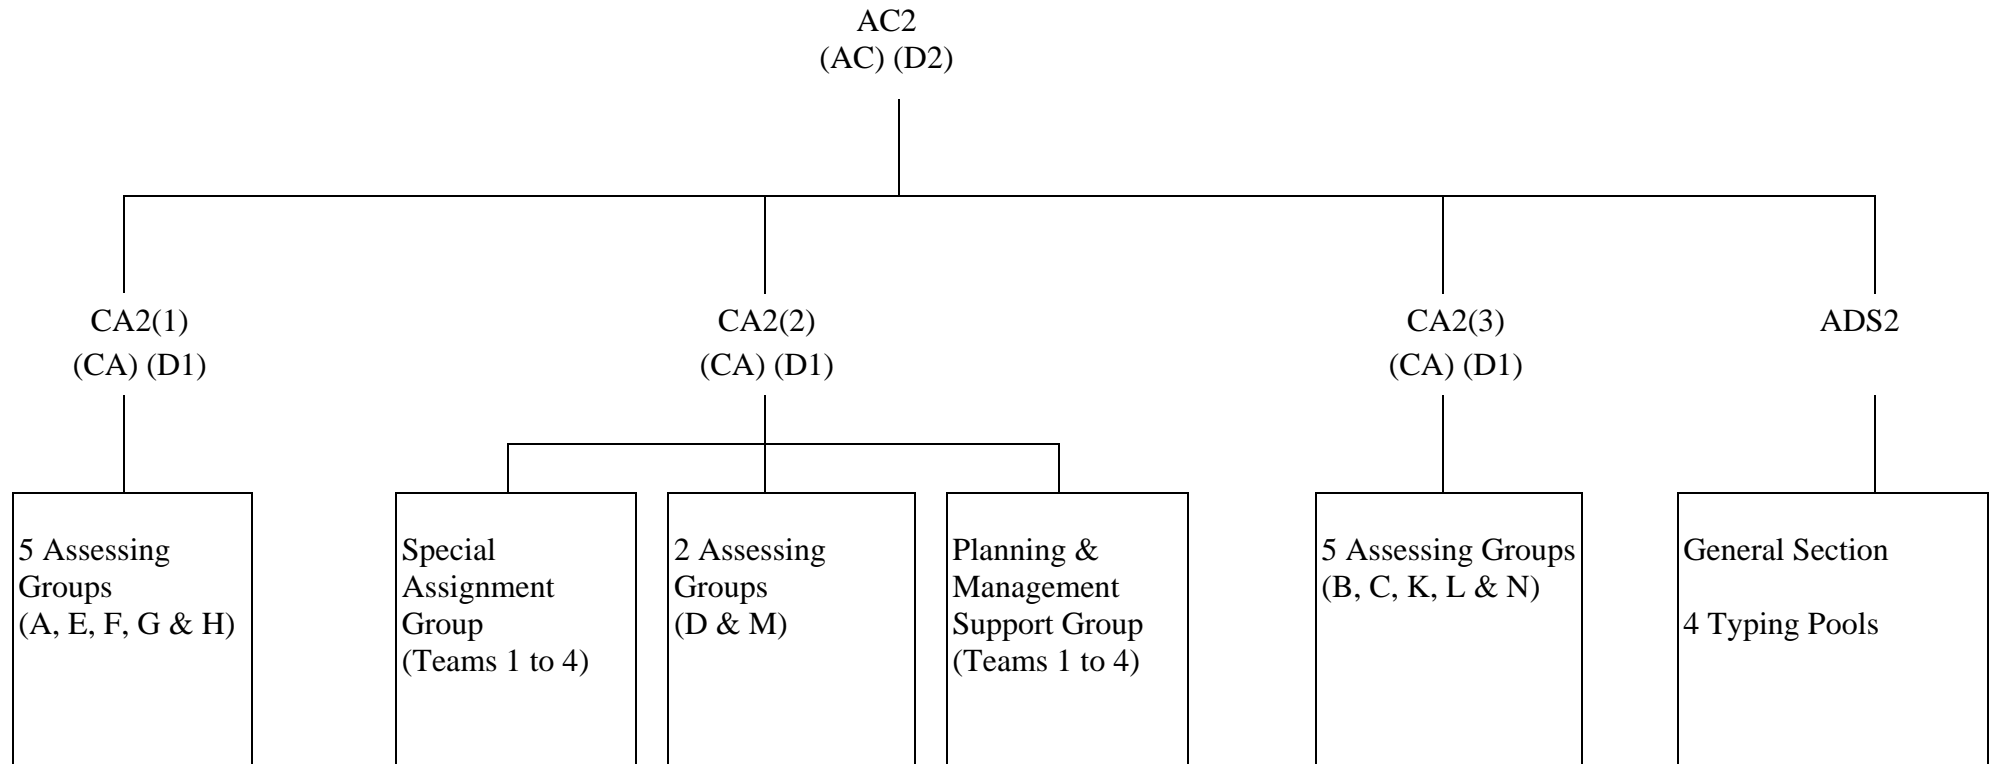 AC2
(AC) (D2)
CA2(1)
(CA) (D1)
CA2(2)
(CA) (D1)
CA2(3)
(CA) (D1)
ADS2
5 Assessing
Groups
(A, E, F, G & H)
Special
Assignment
Group
(Teams 1 to 4)
2 Assessing
Groups
(D & M)
Planning &
Management
Support Group
(Teams 1 to 4)
5 Assessing Groups
(B, C, K, L & N)
General Section
4 Typing Pools